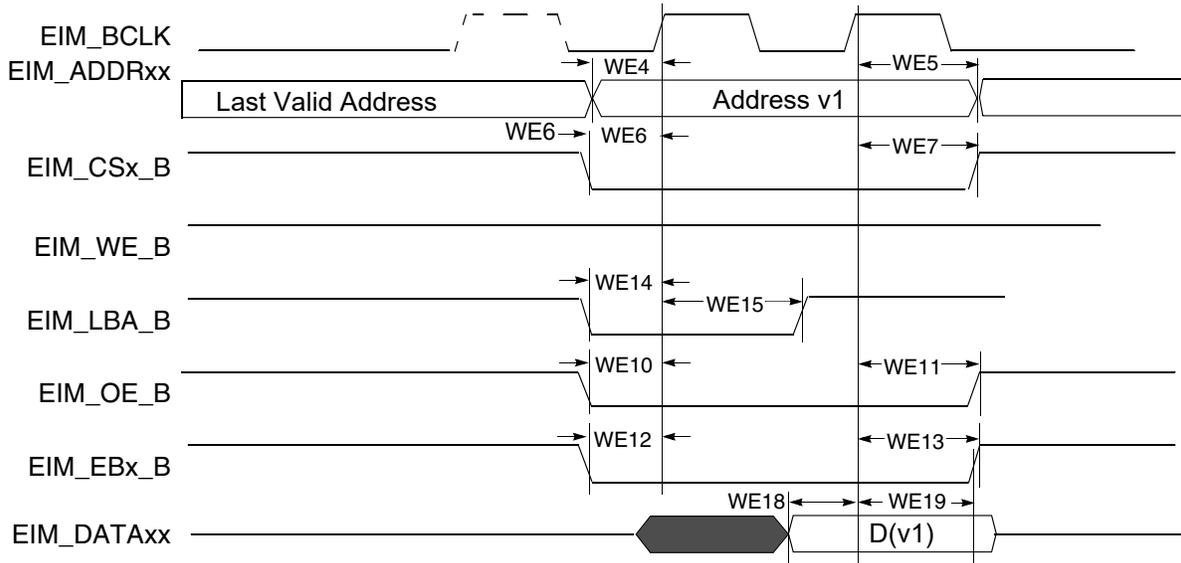 EIM_BCLK
EIM_ADDRxx
WE4
WE5
Last Valid Address
Address v1
WE6
WE6
WE7
EIM_CSx_B
EIM_WE_B
WE14
WE15
EIM_LBA_B
WE10
WE11
EIM_OE_B
WE12
WE13
EIM_EBx_B
WE18
WE19
EIM_DATAxx
D(v1)